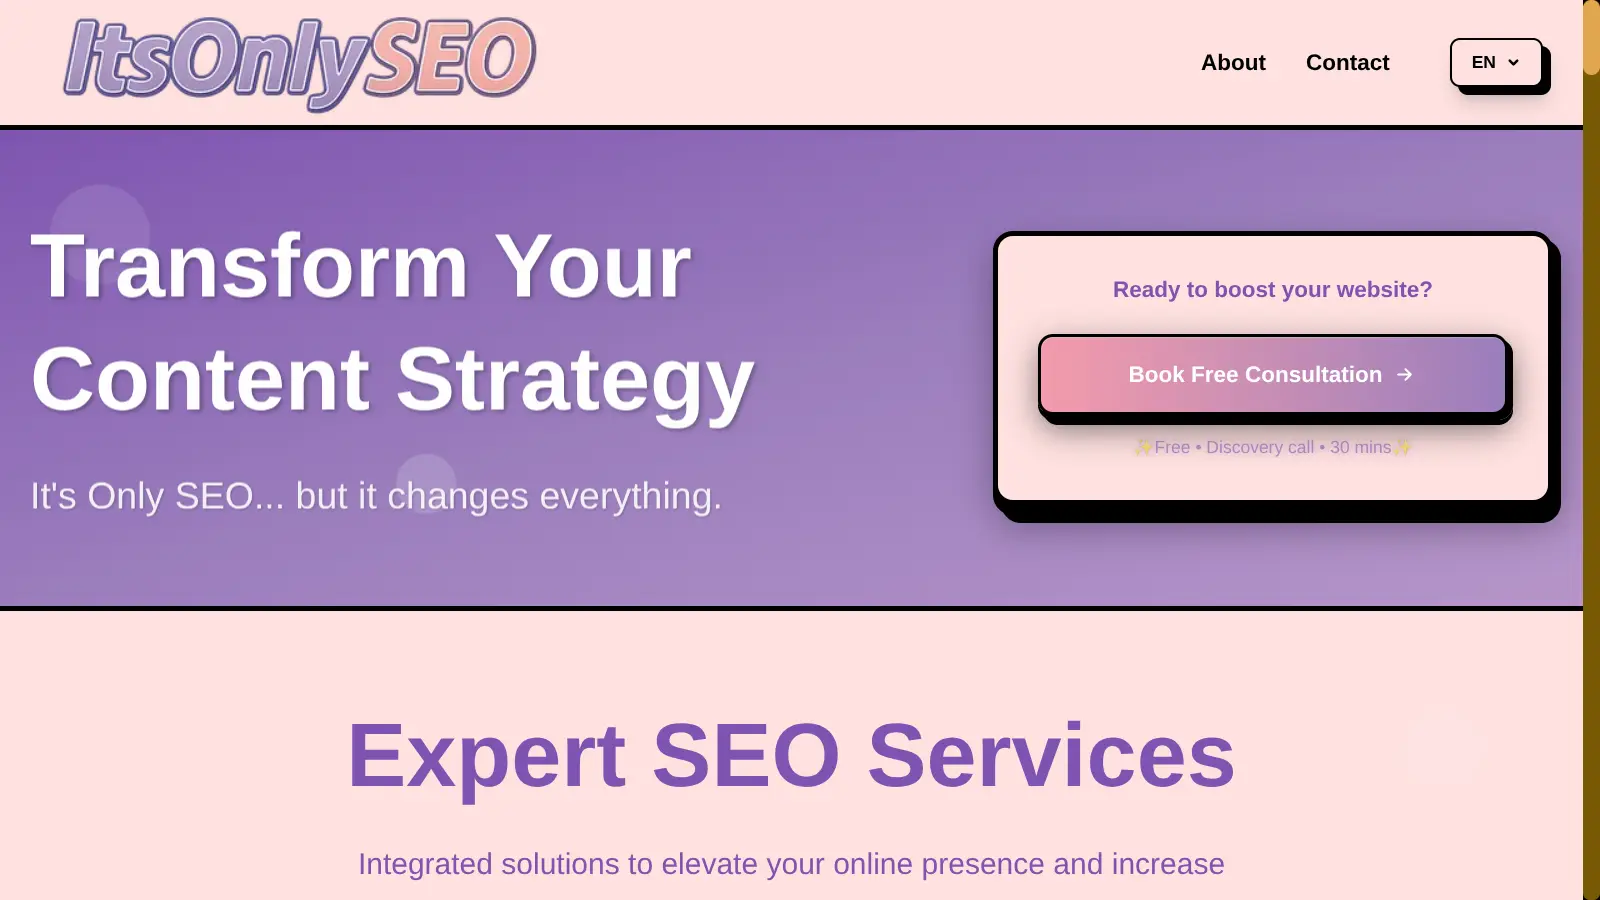 ItsOnlySEO
About
Contact
EN
Transform Your
Content Strategy
It's Only SEO... but it changes everything.
Ready to boost your website?
Book Free Consultation →
✨Free • Discovery call • 30 mins✨
Expert SEO Services
Integrated solutions to elevate your online presence and increase